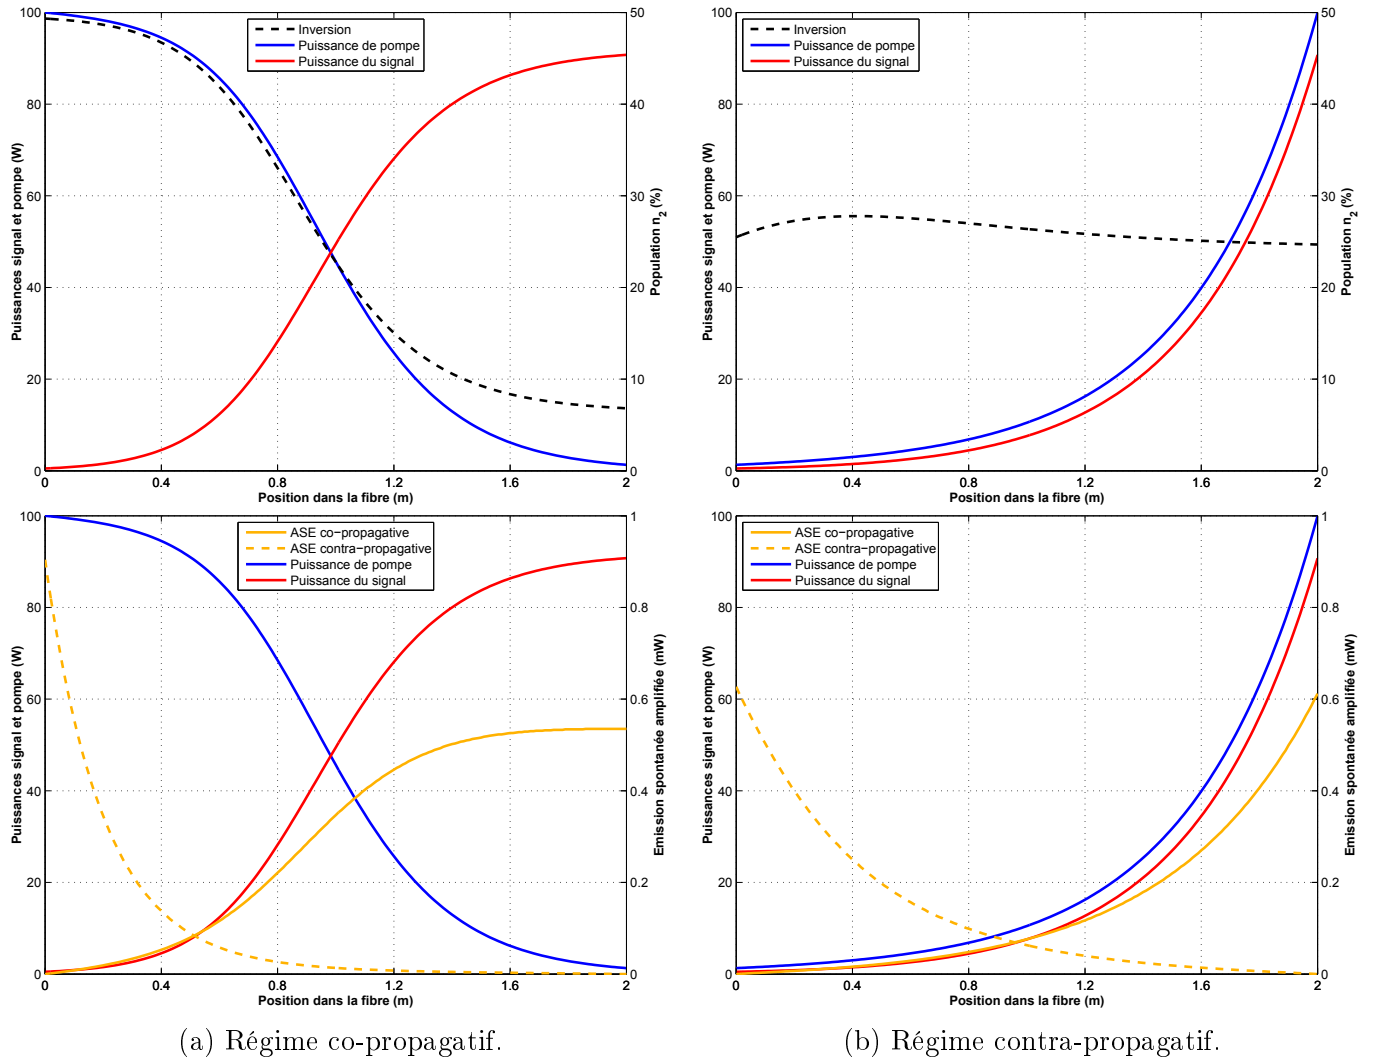 100
80
60
40
20
0
50
40
30
20
10
0
0
0.4
0.8
1.2
1.6
2
Inversion
Puissance de pompe
Puissance du signal
Puissances signal et pompe (W)
Population n2 (%)
Position dans la fibre (m)
100
80
60
40
20
0
50
40
30
20
10
0
0
0.4
0.8
1.2
1.6
2
Inversion
Puissance de pompe
Puissance du signal
Puissances signal et pompe (W)
Population n2 (%)
Position dans la fibre (m)
100
80
60
40
20
0
1
0.8
0.6
0.4
0.2
0
0
0.4
0.8
1.2
1.6
2
ASE co-propagative
ASE contra-propagative
Puissance de pompe
Puissance du signal
Puissances signal et pompe (W)
Emission spontanée amplifiée (mW)
Position dans la fibre (m)
100
80
60
40
20
0
1
0.8
0.6
0.4
0.2
0
0
0.4
0.8
1.2
1.6
2
ASE co-propagative
ASE contra-propagative
Puissance de pompe
Puissance du signal
Puissances signal et pompe (W)
Emission spontanée amplifiée (mW)
Position dans la fibre (m)
(a) Régime co-propagatif.
(b) Régime contra-propagatif.